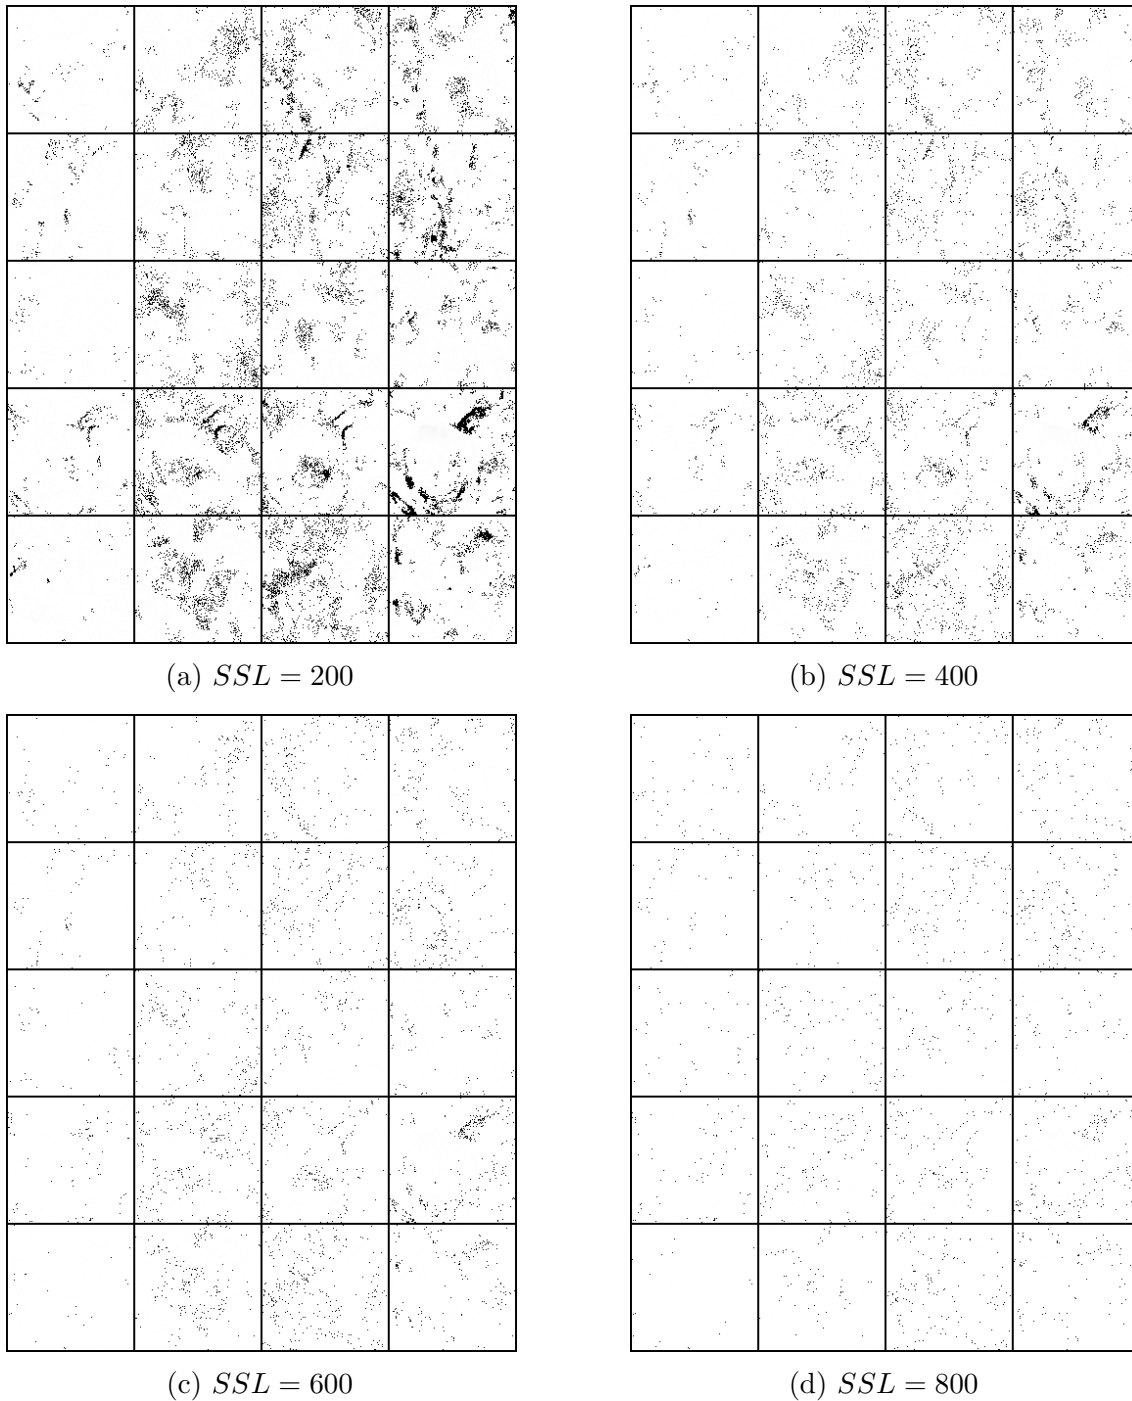 (a) SSL = 200
(b) SSL = 400
(c) SSL = 600
(d) SSL = 800